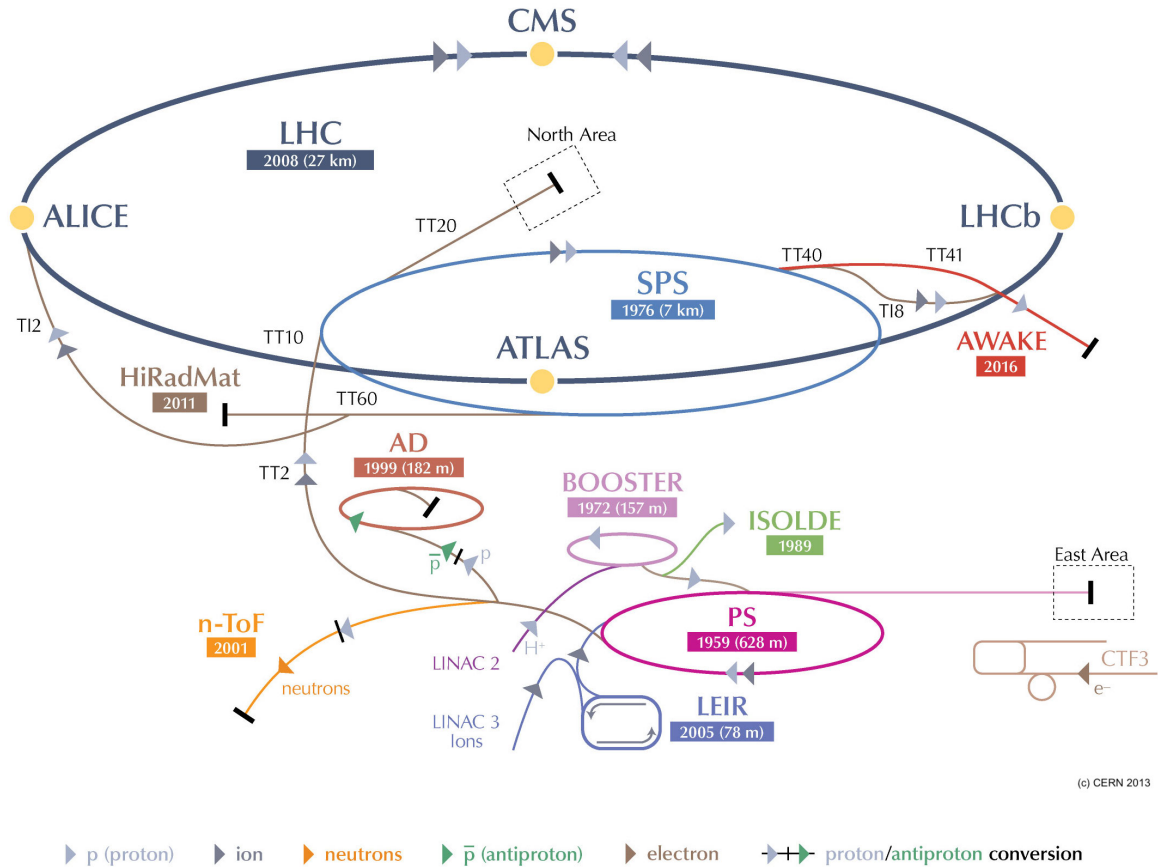 CMS
LHC
2008 (27 km)
North Area
ALICE
TT20
LHCb
TT40
TT41
SPS
1976 (7 km)
TI2
TT10
TI8
ATLAS
AWAKE
2016
HiRadMat
2011
TT60
AD
1999 (182 m)
TT2
BOOSTER
1972 (157 m)
ISOLDE
1989
p̅
p
East Area
n-ToF
2001
PS
1959 (628 m)
H⁺
LINAC 2
neutrons
CTF3
e⁻
LEIR
2005 (78 m)
LINAC 3
Ions
(c) CERN 2013
p (proton)
ion
neutrons
p̅ (antiproton)
electron
proton/antiproton conversion